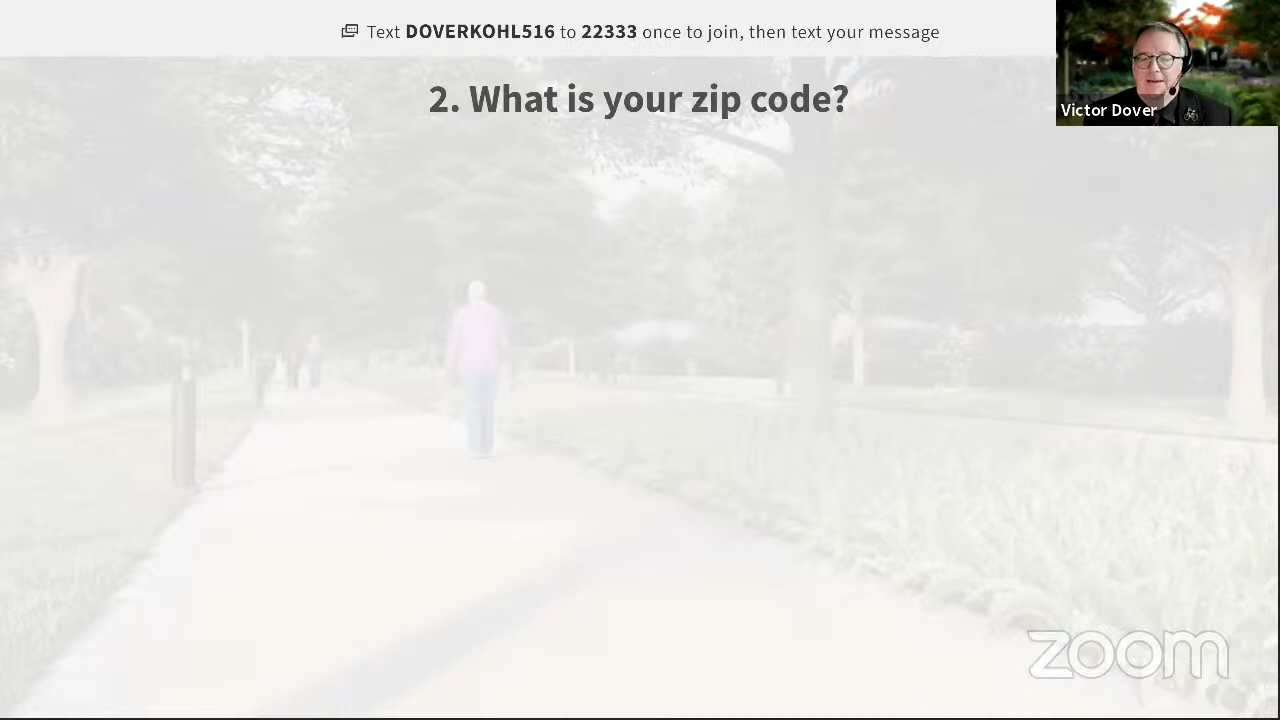 Text DOVERKOHL516 to 22333 once to join, then text your message
2. What is your zip code?
Victor Dover
zoom